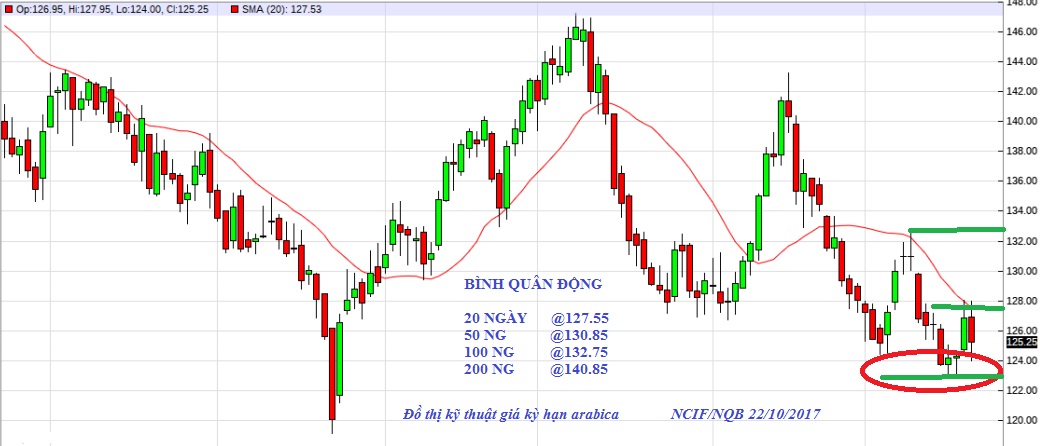 Op:126.95, Hi:127.95, Lo:124.00, Cl:125.25 SMA (20): 127.53
148.00
146.00
144.00
142.00
140.00
138.00
136.00
134.00
132.00
130.00
128.00
126.00
125.25
124.00
122.00
120.00
BÌNH QUÂN ĐỘNG
20 NGÀY @127.55
50 NG @130.85
100 NG @132.75
200 NG @140.85
Đồ thị kỹ thuật giá kỳ hạn arabica NCIF/NQB 22/10/2017